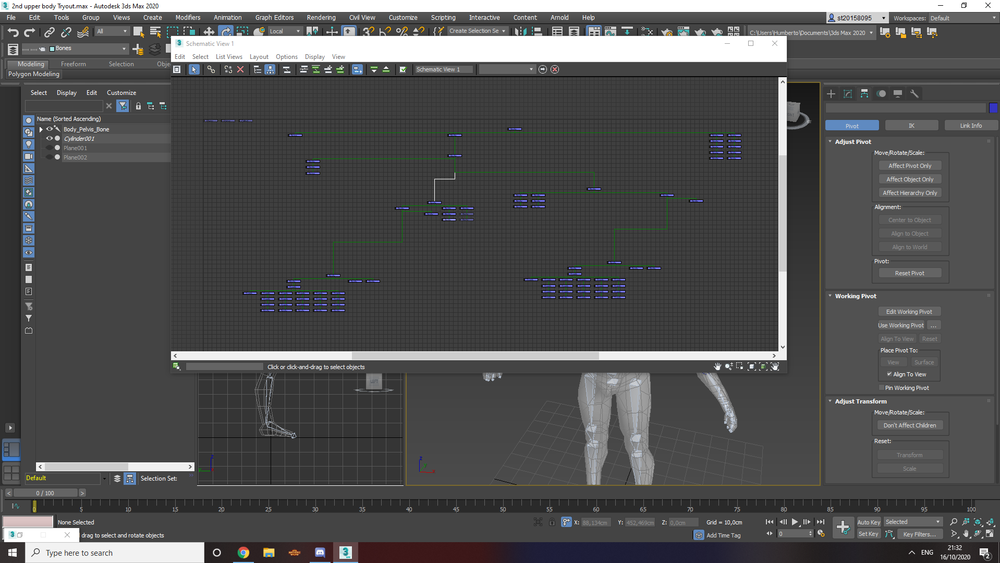 2nd upper body Tryout.max - Autodesk 3ds Max 2020
File Edit Tools Group Views Create Modifiers Animation Graph Editors Rendering Civil View Customize Scripting Interactive Content Arnold Help
st20158095 Workspaces: Default
All Local Create Selection Se C:\Users\Humberto\Documents\3ds Max 2020
Bones
Modeling Freeform Selection Obje
Polygon Modeling
Select Display Edit Customize
Name (Sorted Ascending)
Body_Pelvis_Bone
Cylinder001
Plane001
Plane002
Default
Selection Set:
Schematic View 1
Edit Select List Views Layout Options Display View
Schematic View 1
Click or click-and-drag to select objects
LEFT
Pivot IK Link Info
Adjust Pivot
Move/Rotate/Scale:
Affect Pivot Only
Affect Object Only
Affect Hierarchy Only
Alignment:
Center to Object
Align to Object
Align to World
Pivot:
Reset Pivot
Working Pivot
Edit Working Pivot
Use Working Pivot ...
Align To View Reset
Place Pivot To:
View Surface
Align To View
Pin Working Pivot
Adjust Transform
Move/Rotate/Scale:
Don't Affect Children
Reset:
Transform
Scale
z y x
< 0 / 100 >
0 5 10 15 20 25 30 35 40 45 50 55 60 65 70 75 80 85 90 95 100
None Selected
drag to select and rotate objects
X: 88,134cm Y: 452,469cm Z: 0,0cm Grid = 10,0cm
Add Time Tag
0
Auto Key Selected
Set Key Key Filters...
Type here to search
ENG
21:32
16/10/2020
2